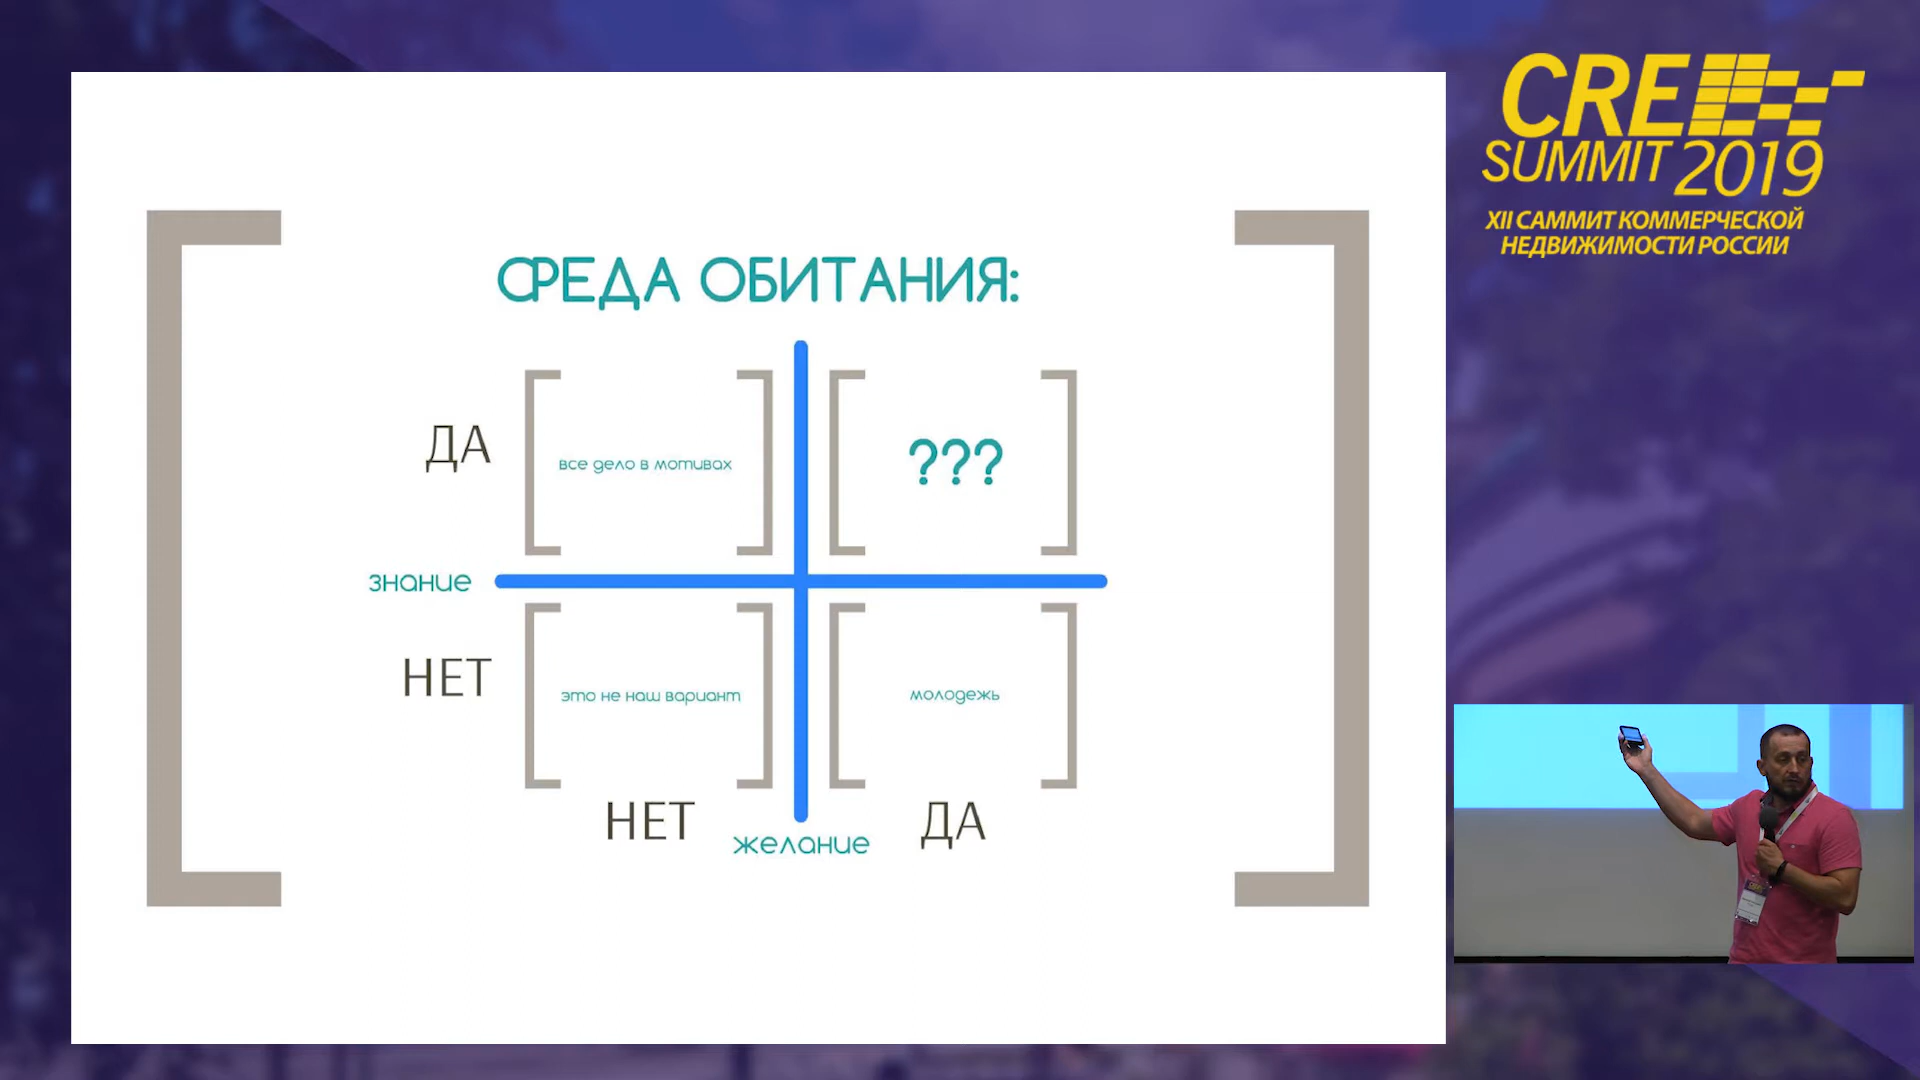 СРЕДА ОБИТАНИЯ:
ДА
все дело в мотивах
???
знание
НЕТ
это не наш вариант
молодежь
НЕТ
желание
ДА
CRE
SUMMIT 2019
XII САММИТ КОММЕРЧЕСКОЙ
НЕДВИЖИМОСТИ РОССИИ